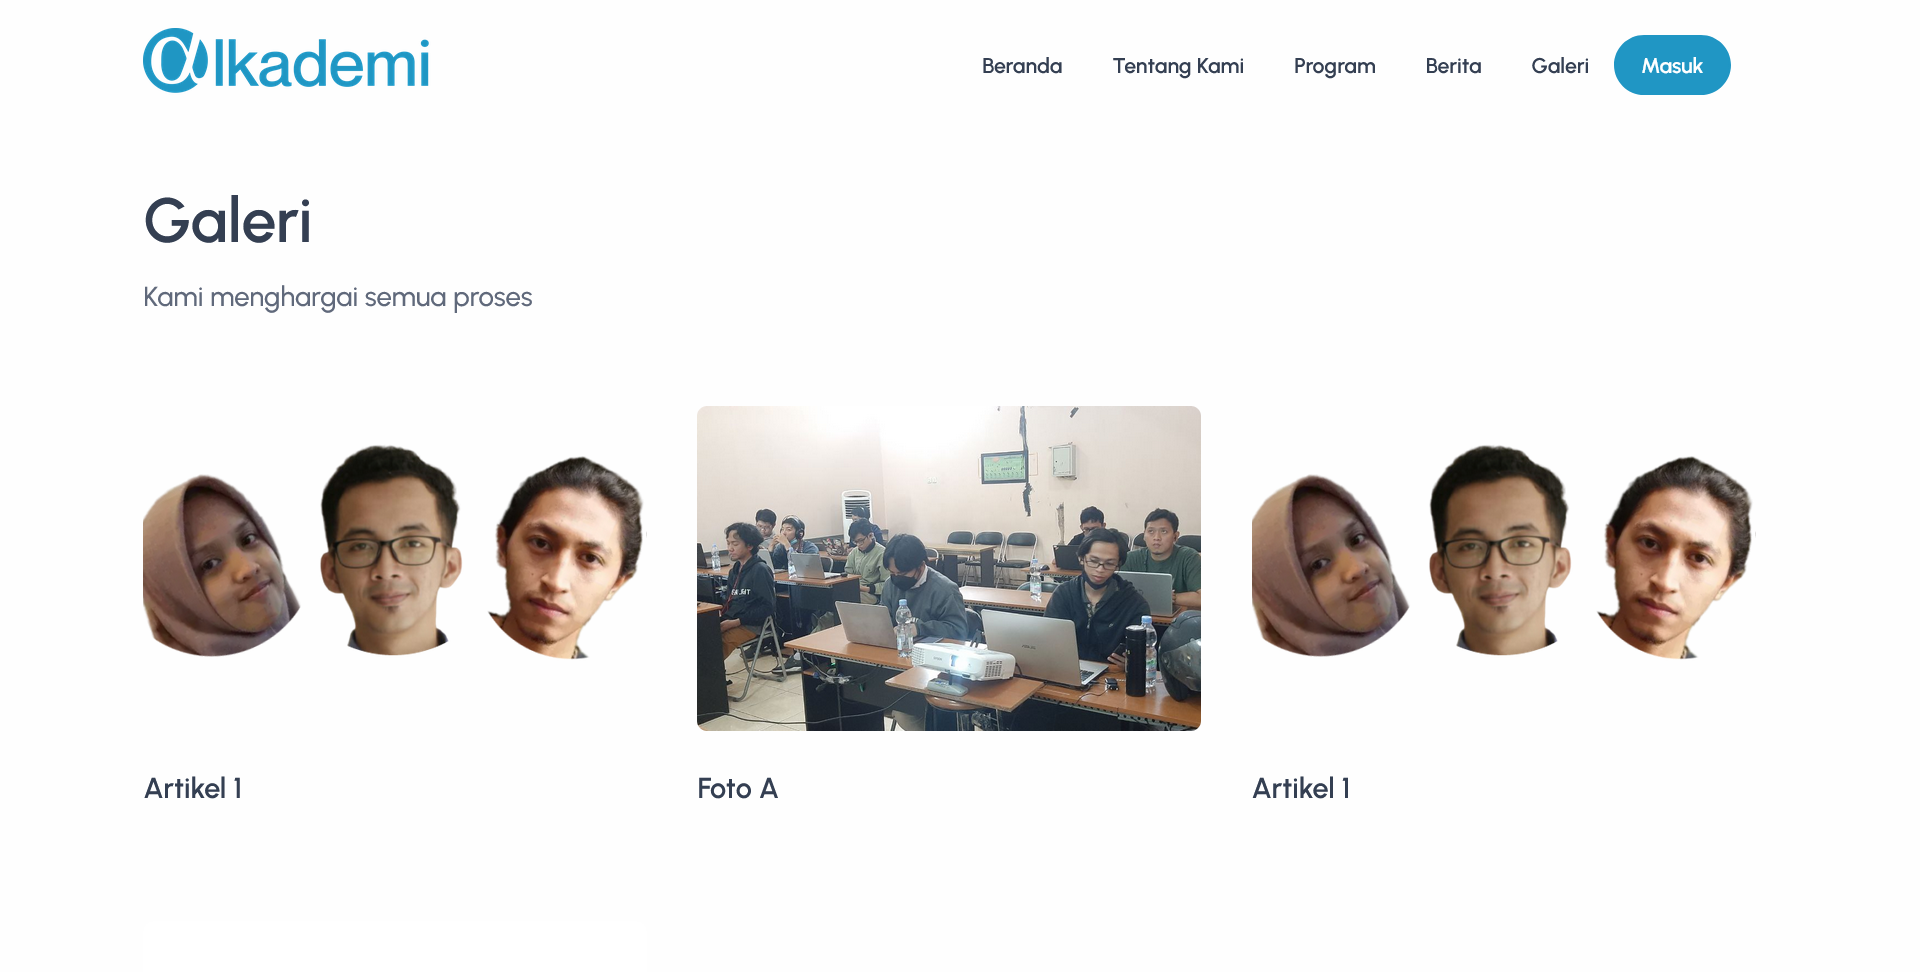 alkademi
Beranda Tentang Kami Program Berita Galeri Masuk
Galeri
Kami menghargai semua proses
Artikel 1
Foto A
Artikel 1